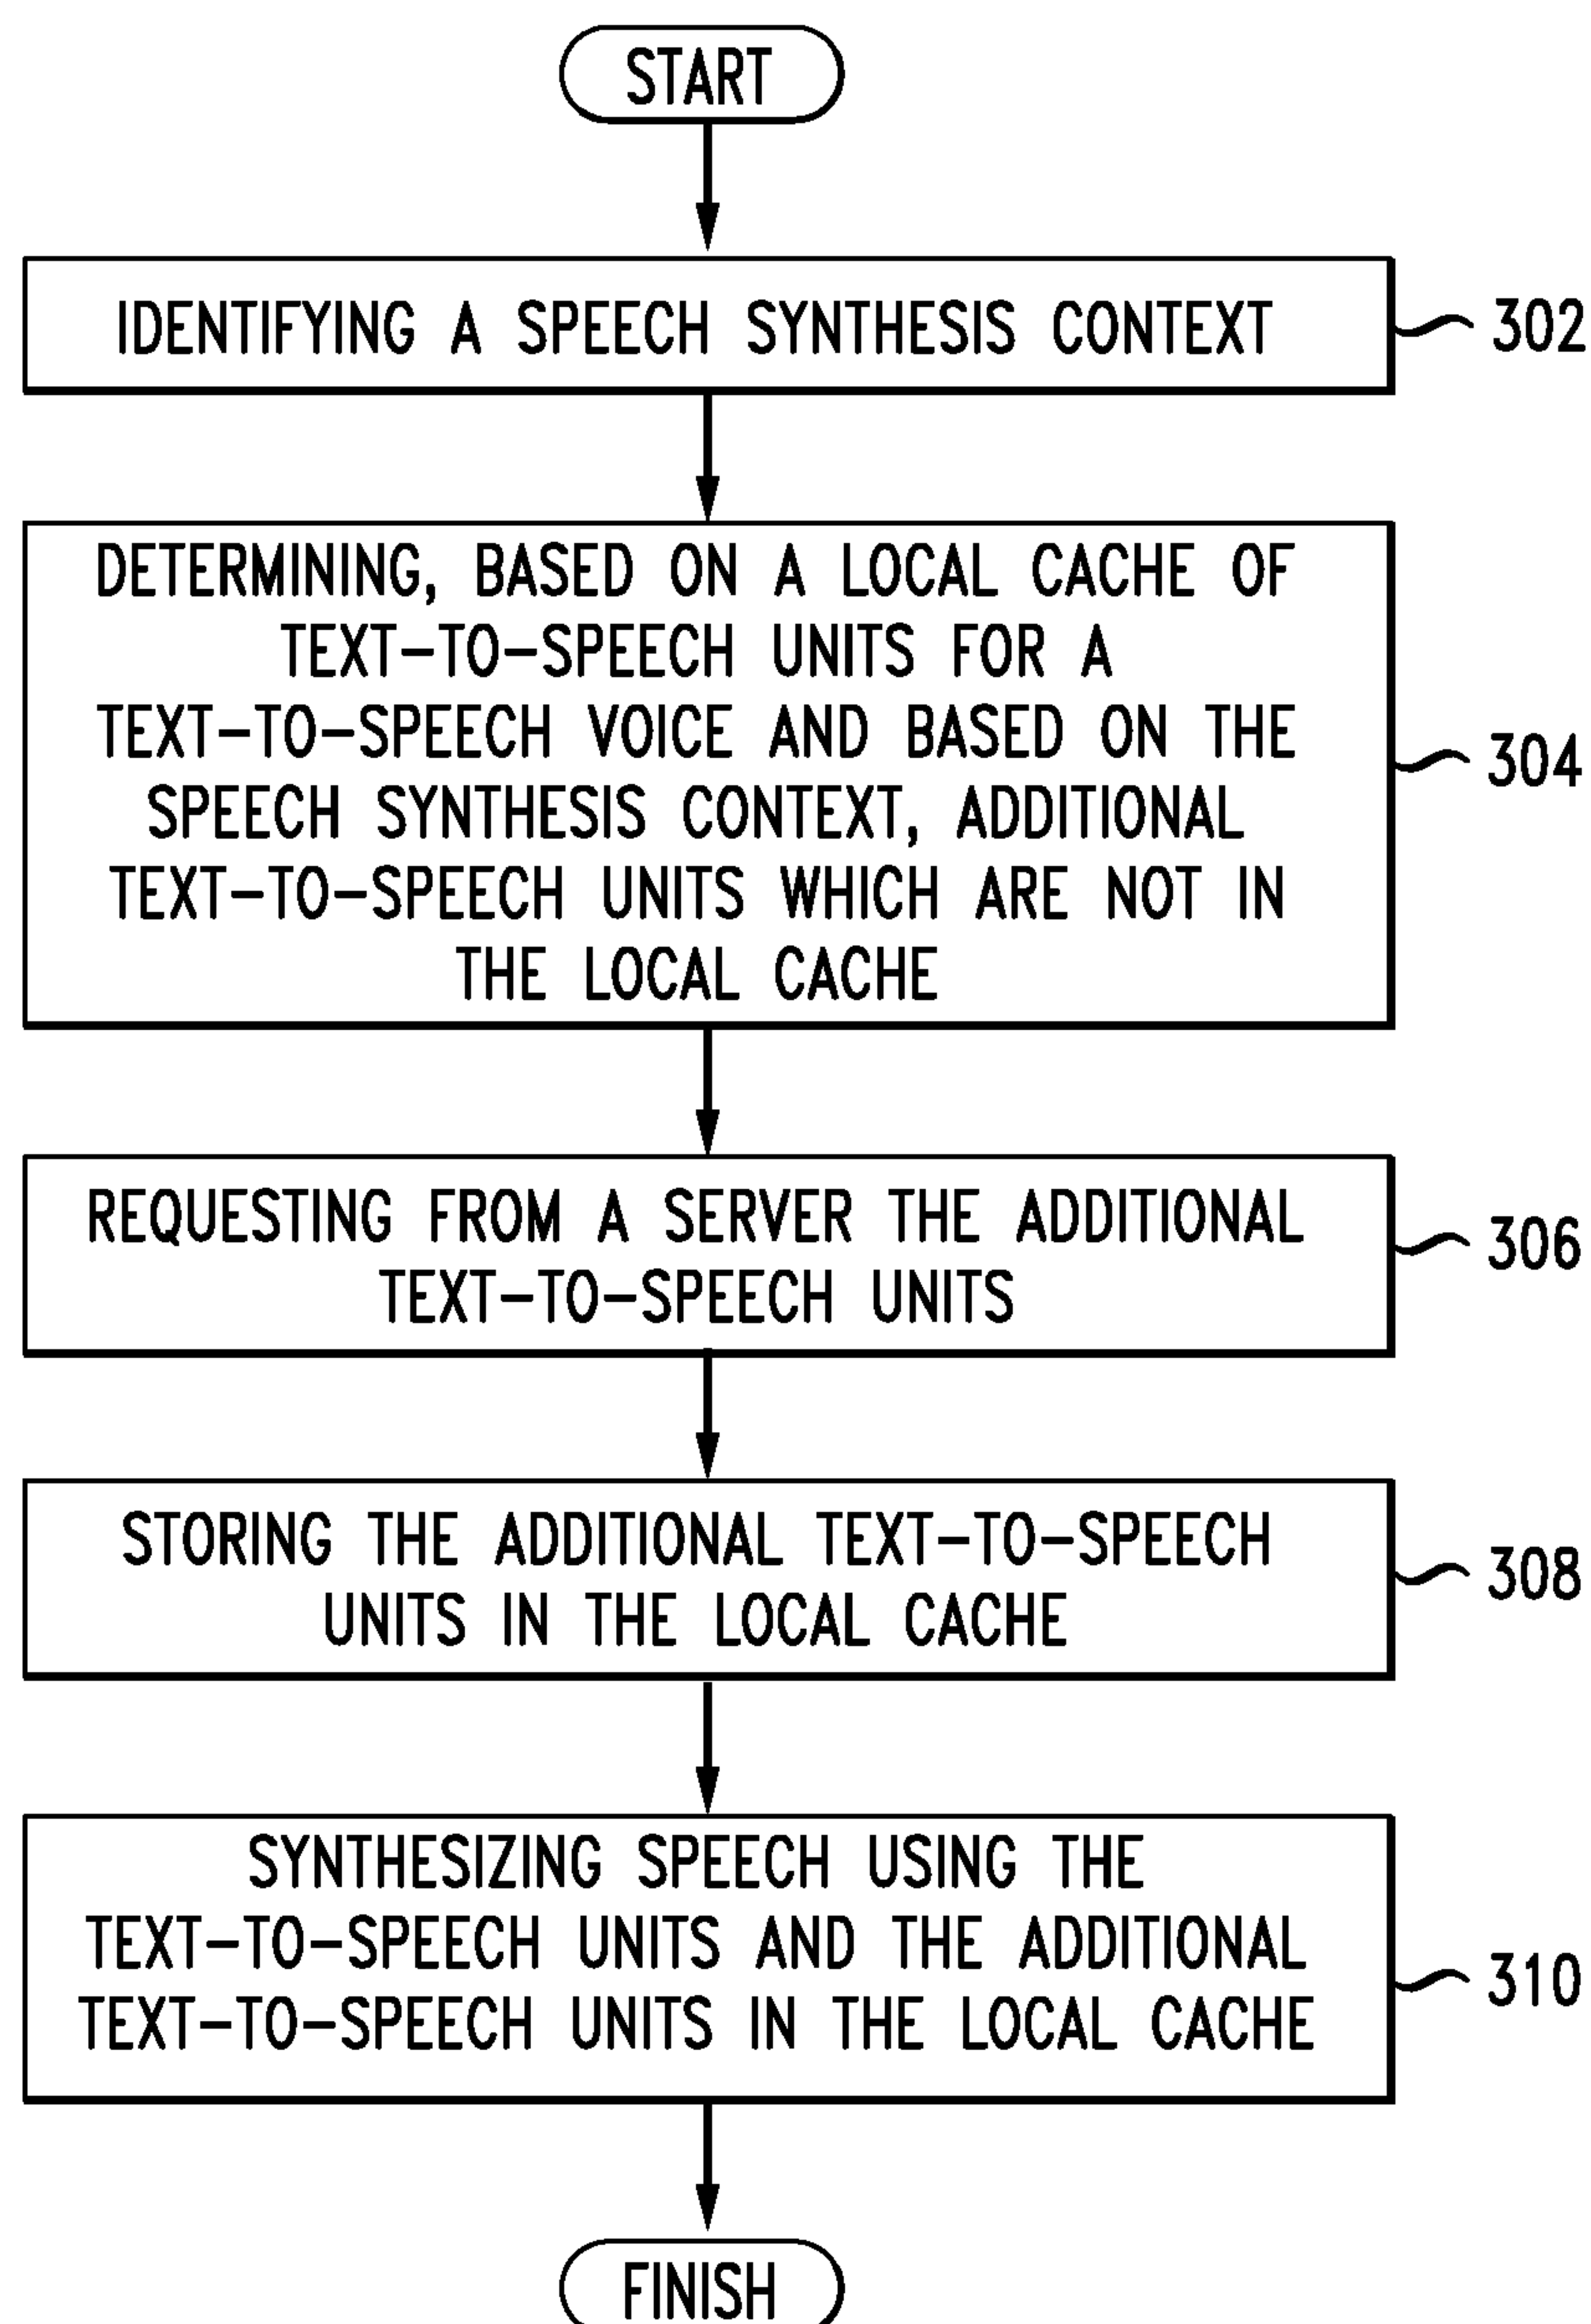 START
IDENTIFYING A SPEECH SYNTHESIS CONTEXT
302
DETERMINING, BASED ON A LOCAL CACHE OF
TEXT-TO-SPEECH UNITS FOR A
TEXT-TO-SPEECH VOICE AND BASED ON THE
SPEECH SYNTHESIS CONTEXT, ADDITIONAL
TEXT-TO-SPEECH UNITS WHICH ARE NOT IN
THE LOCAL CACHE
304
REQUESTING FROM A SERVER THE ADDITIONAL
TEXT-TO-SPEECH UNITS
306
STORING THE ADDITIONAL TEXT-TO-SPEECH
UNITS IN THE LOCAL CACHE
308
SYNTHESIZING SPEECH USING THE
TEXT-TO-SPEECH UNITS AND THE ADDITIONAL
TEXT-TO-SPEECH UNITS IN THE LOCAL CACHE
310
FINISH